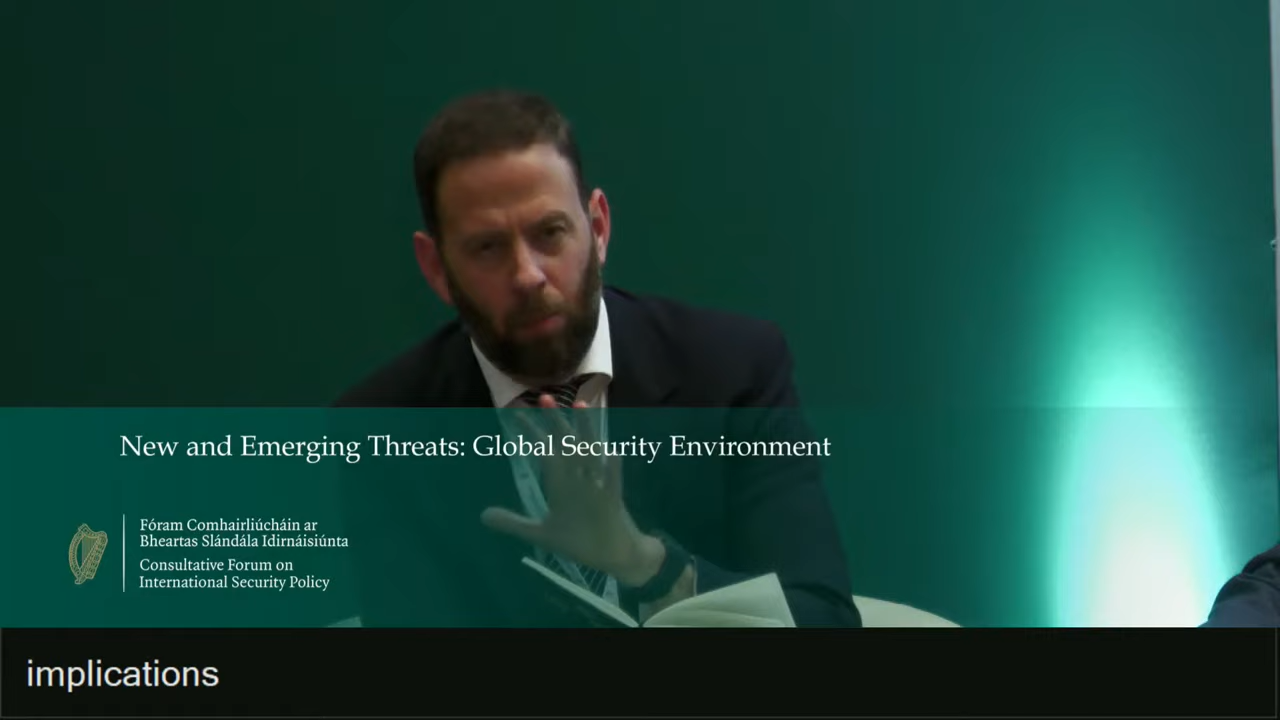 New and Emerging Threats: Global Security Environment
Fóram Comhairliúcháin ar
Bheartas Slándála Idirnáisiúnta
Consultative Forum on
International Security Policy
implications